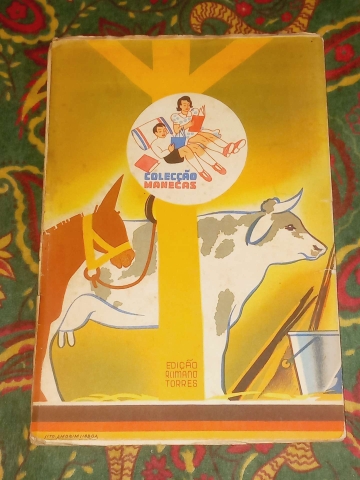 COLECÇÃO
MANECAS
EDIÇÃO
ROMANO
TORRES